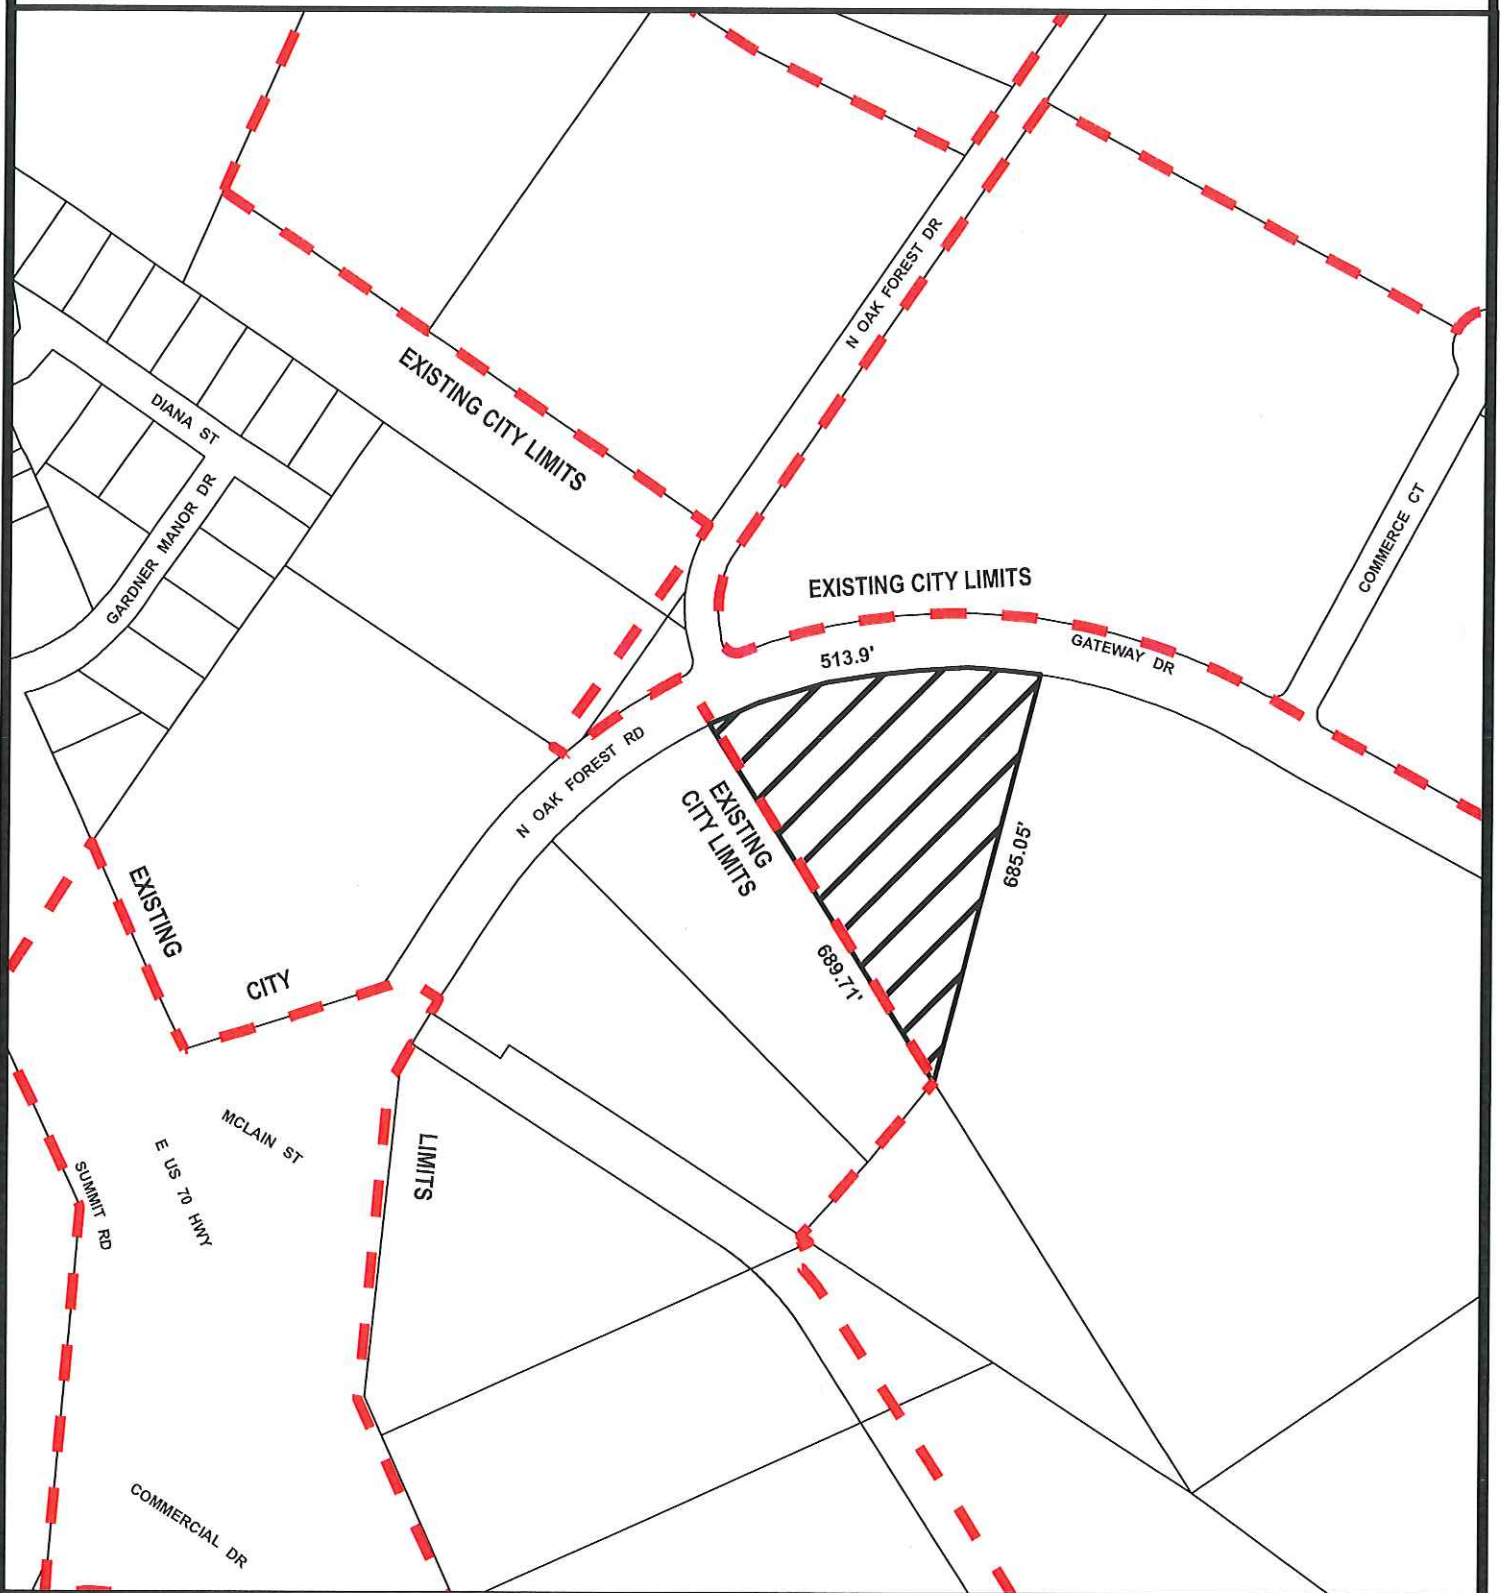 N OAK FOREST DR
EXISTING CITY LIMITS
DIANA ST
GARDNER MANOR DR
COMMERCE CT
EXISTING CITY LIMITS
GATEWAY DR
513.9'
N OAK FOREST RD
EXISTING
CITY LIMITS
685.05'
689.71'
EXISTING
CITY
LIMITS
MCLAIN ST
E US 70 HWY
SUMMIT RD
COMMERCIAL DR